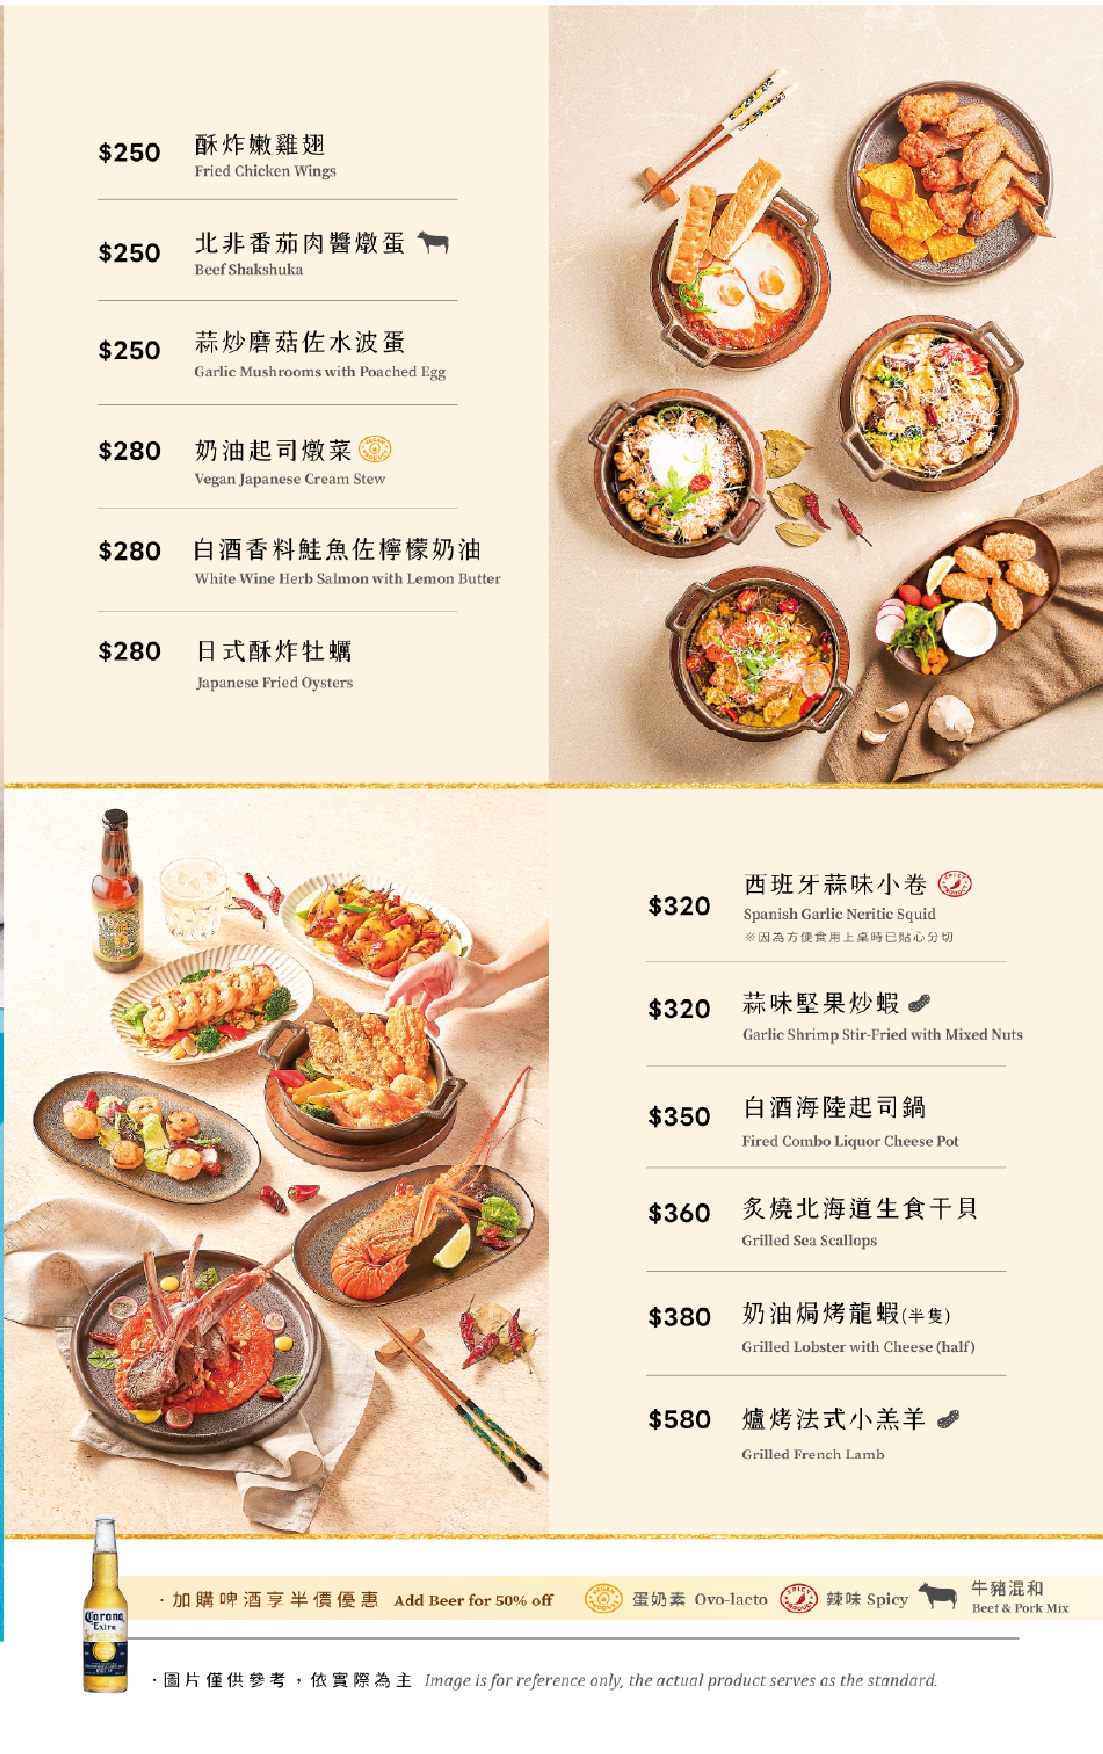 $250 酥炸嫩雞翅
Fried Chicken Wings
$250 北非番茄肉醬燉蛋
Beef Shakshuka
$250 蒜炒磨菇佐水波蛋
Garlic Mushrooms with Poached Egg
$280 奶油起司燉菜
Vegan Japanese Cream Stew
$280 白酒香料鮭魚佐檸檬奶油
White Wine Herb Salmon with Lemon Butter
$280 日式酥炸牡蠣
Japanese Fried Oysters
$320 西班牙蒜味小卷 SPICY
Spanish Garlic Neritic Squid
※因為方便食用上桌時已貼心分切
$320 蒜味堅果炒蝦
Garlic Shrimp Stir-Fried with Mixed Nuts
$350 白酒海陸起司鍋
Fired Combo Liquor Cheese Pot
$360 炙燒北海道生食干貝
Grilled Sea Scallops
$380 奶油焗烤龍蝦(半隻)
Grilled Lobster with Cheese (half)
$580 爐烤法式小羔羊
Grilled French Lamb
·加購啤酒享半價優惠 Add Beer for 50% off VEGAN 蛋奶素 Ovo-lacto SPICY 辣味 Spicy 牛豬混和
Beef & Pork Mix
Corona
Extra
·圖片僅供參考，依實際為主 Image is for reference only, the actual product serves as the standard.